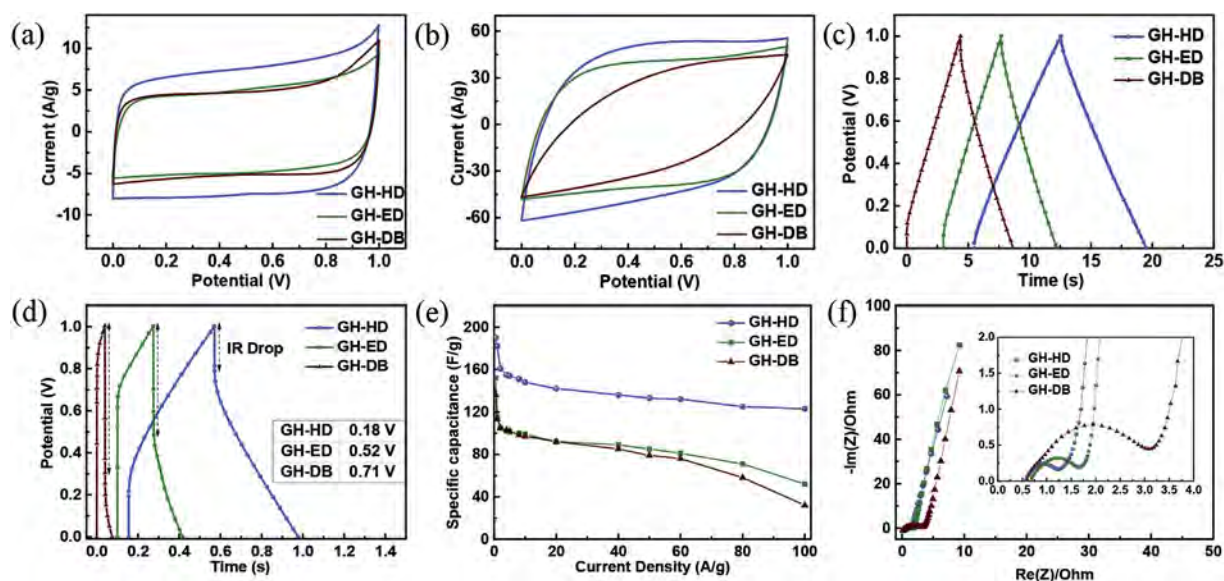 (a)
Current (A/g)
10
5
0
-5
-10
0.0 0.2 0.4 0.6 0.8 1.0
Potential (V)
GH-HD
GH-ED
GH-DB
(b)
Current (A/g)
60
30
0
-30
-60
0.0 0.2 0.4 0.6 0.8 1.0
Potential (V)
GH-HD
GH-ED
GH-DB
(c)
Potential (V)
1.0
0.8
0.6
0.4
0.2
0.0
0 5 10 15 20 25
Time (s)
GH-HD
GH-ED
GH-DB
(d)
Potential (V)
1.0
0.8
0.6
0.4
0.2
0.0
0.0 0.2 0.4 0.6 0.8 1.0 1.2 1.4
Time (s)
GH-HD
GH-ED
GH-DB
IR Drop
GH-HD 0.18 V
GH-ED 0.52 V
GH-DB 0.71 V
(e)
Specific capacitance (F/g)
200
160
120
80
40
0
0 20 40 60 80 100
Current Density (A/g)
GH-HD
GH-ED
GH-DB
(f)
-Im(Z)/Ohm
100
80
60
40
20
0
0 10 20 30 40 50
Re(Z)/Ohm
GH-HD
GH-ED
GH-DB
2.0
1.5
1.0
0.5
0.0
0.0 0.5 1.0 1.5 2.0 2.5 3.0 3.5 4.0